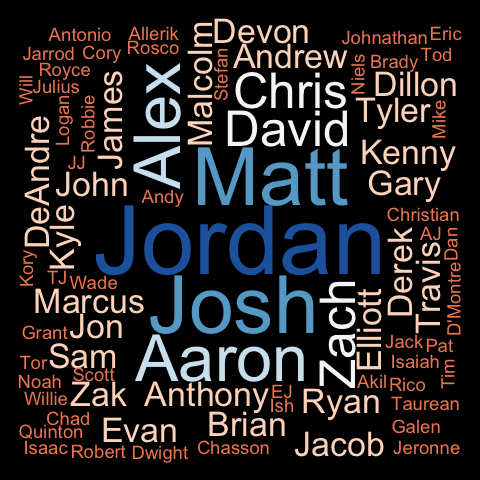 Antonio
Allerik
Devon
Johnathan
Eric
Jarrod
Cory
Rosco
Malcolm
Andrew
Tod
Royce
Stefan
Niels
Brady
Will
Julius
James
Alex
Chris
Dillon
Logan
Robbie
David
Tyler
Mike
JJ
DeAndre
John
Matt
Kenny
Andy
Gary
Kyle
Jordan
Christian
Kory
TJ
Wade
Derek
Travis
AJ
Dan
Marcus
Josh
Zach
Elliott
D'Montre
Grant
Jon
Aaron
Jack
Pat
Tor
Sam
Isaiah
Tim
Noah
Scott
Akil
Rico
Willie
Zak
Anthony
EJ
Ish
Ryan
Taurean
Chad
Evan
Brian
Galen
Quinton
Isaac
Robert
Dwight
Chasson
Jacob
Jeronne